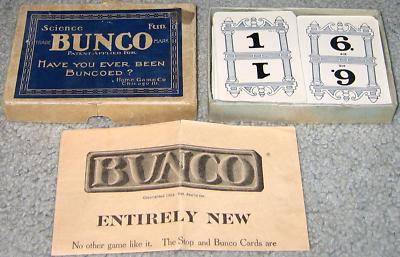 Science Fun
TRADE BUNCO MARK
PATENT APPLIED FOR
HAVE YOU EVER BEEN
BUNCOED ?
Home Game Co
Chicago Ill.
1
1
6
6
BUNCO
ENTIRELY NEW
No other game like it. The Stop and Bunco Cards are